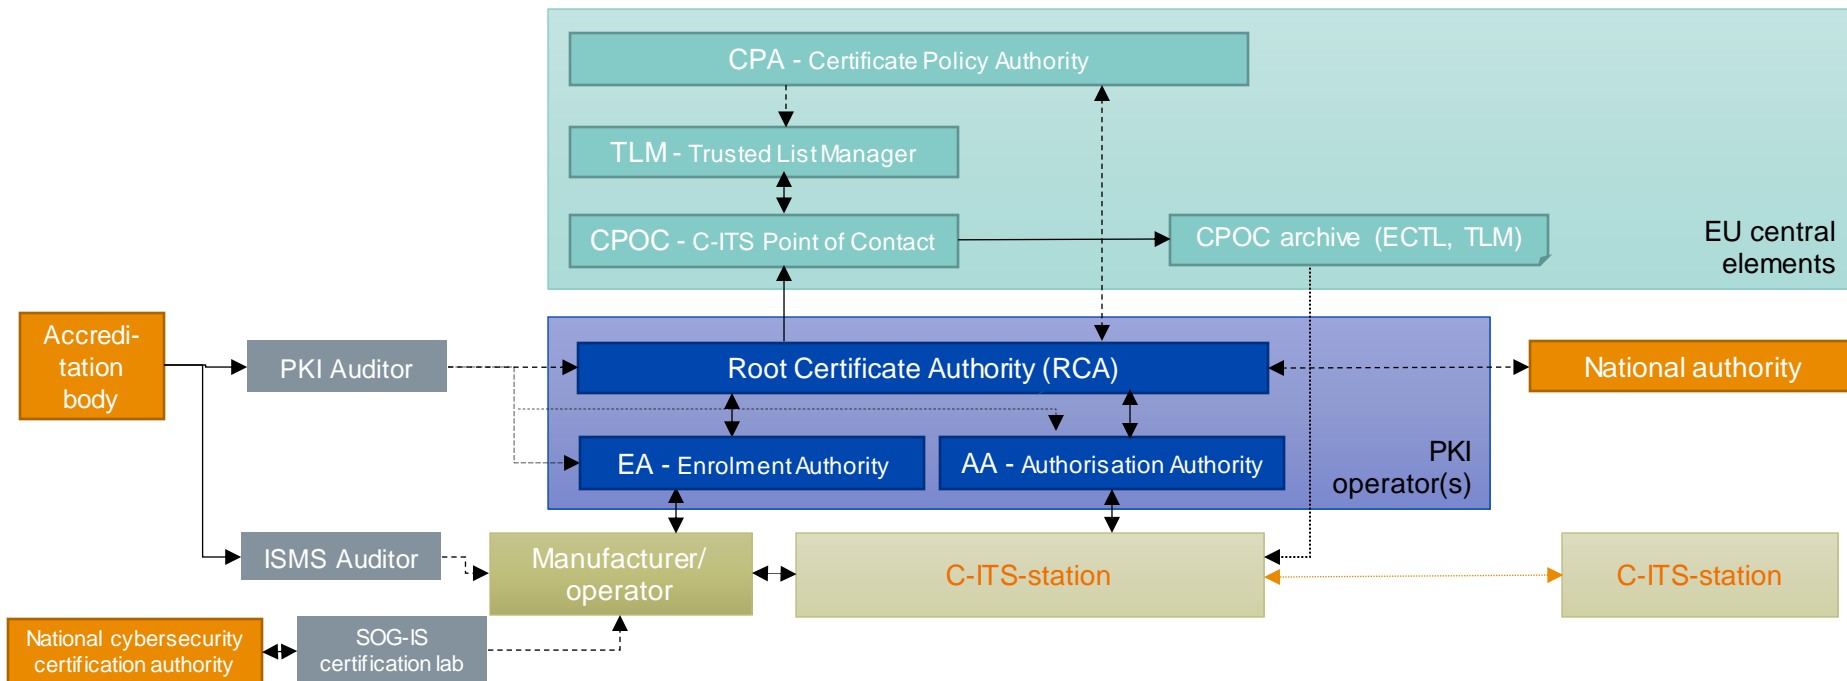 CPA - Certificate Policy Authority
TLM - Trusted List Manager
CPOC - C-ITS Point of Contact
CPOC archive (ECTL, TLM)
EU central
elements
Accredi-
tation
body
PKI Auditor
Root Certificate Authority (RCA)
National authority
EA - Enrolment Authority
AA - Authorisation Authority
PKI
operator(s)
ISMS Auditor
Manufacturer/
operator
C-ITS-station
C-ITS-station
National cybersecurity
certification authority
SOG-IS
certification lab